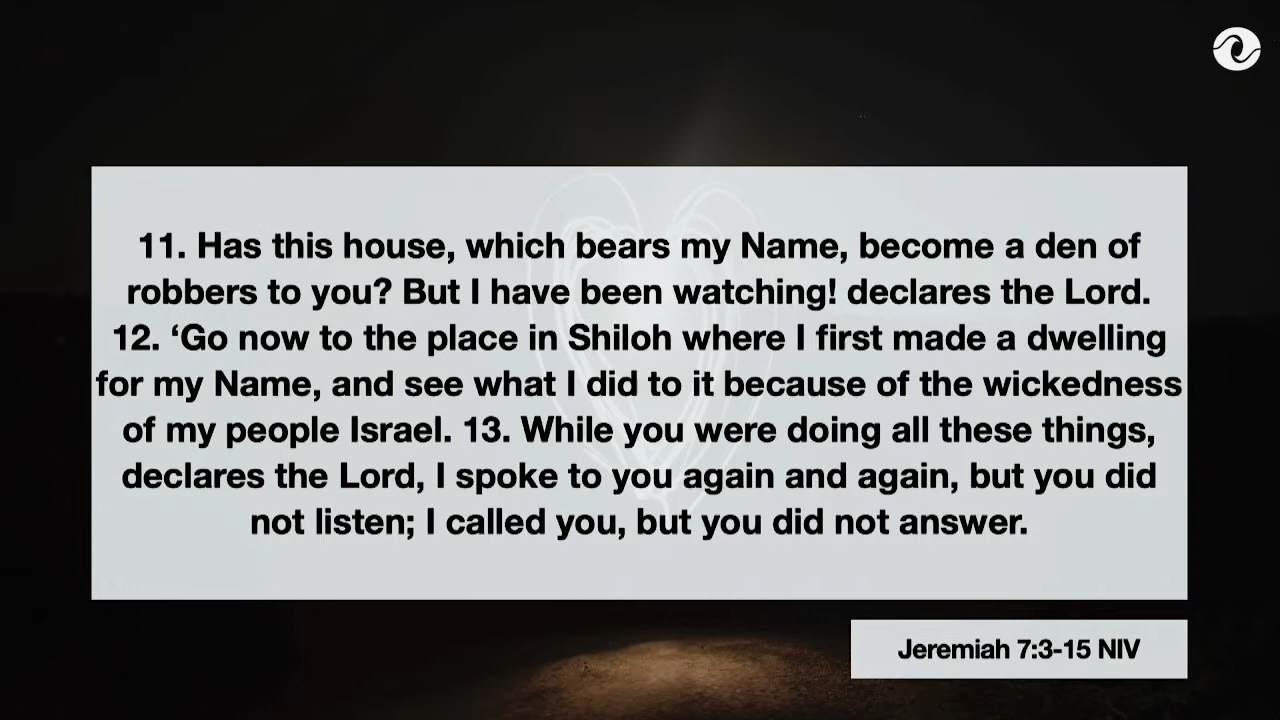 11. Has this house, which bears my Name, become a den of
robbers to you? But I have been watching! declares the Lord.
12. ‘Go now to the place in Shiloh where I first made a dwelling
for my Name, and see what I did to it because of the wickedness
of my people Israel. 13. While you were doing all these things,
declares the Lord, I spoke to you again and again, but you did
not listen; I called you, but you did not answer.
Jeremiah 7:3-15 NIV